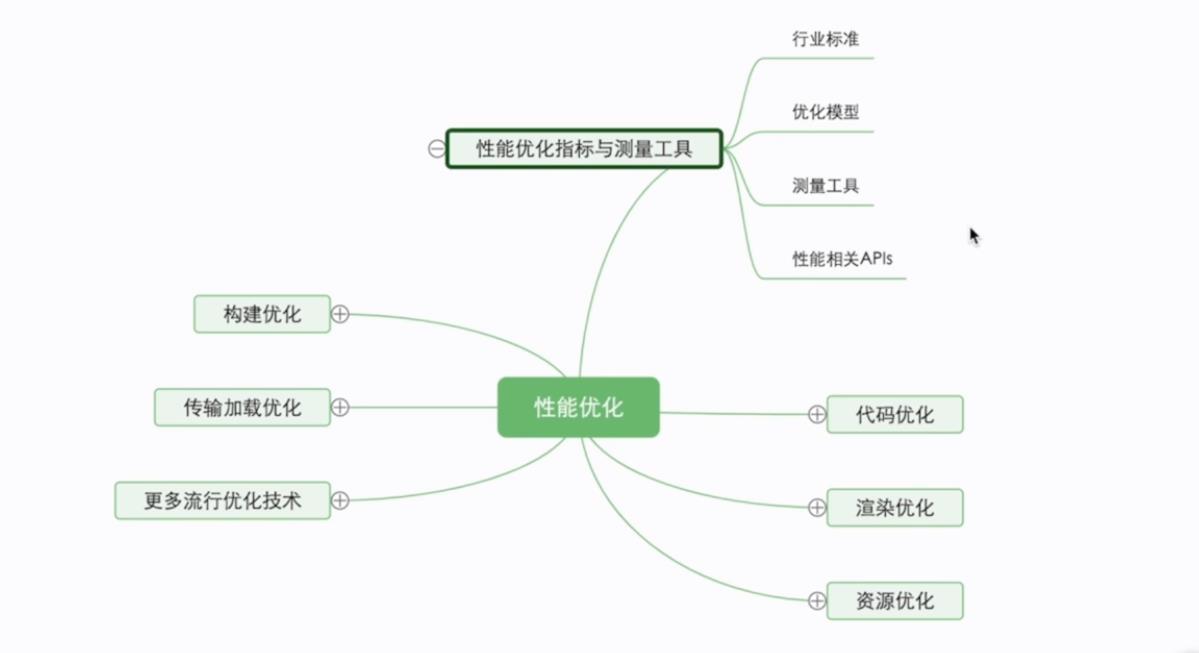 行业标准
优化模型
性能优化指标与测量工具
测量工具
性能相关APIs
构建优化
传输加载优化
性能优化
代码优化
更多流行优化技术
渲染优化
资源优化